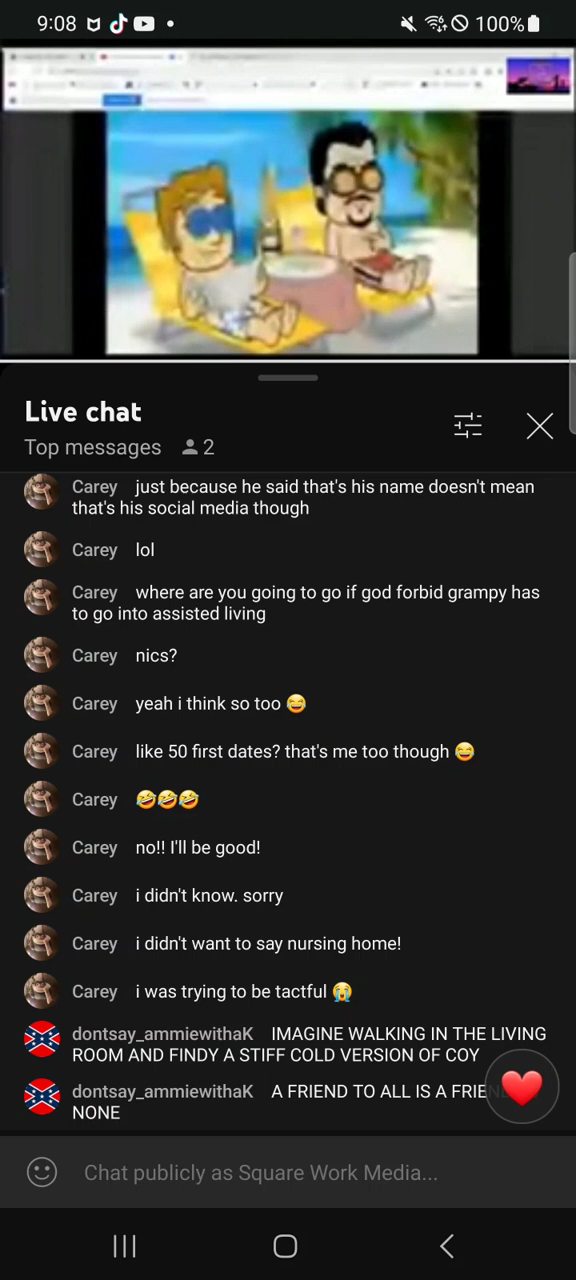 9:08 100%
Live chat
Top messages 2
Carey just because he said that's his name doesn't mean
that's his social media though
Carey lol
Carey where are you going to go if god forbid grampy has
to go into assisted living
Carey nics?
Carey yeah i think so too 😂
Carey like 50 first dates? that's me too though 😂
Carey 🤣🤣🤣
Carey no!! I'll be good!
Carey i didn't know. sorry
Carey i didn't want to say nursing home!
Carey i was trying to be tactful 😭
dontsay_ammiewithaK IMAGINE WALKING IN THE LIVING
ROOM AND FINDY A STIFF COLD VERSION OF COY
dontsay_ammiewithaK A FRIEND TO ALL IS A FRIEN
NONE
Chat publicly as Square Work Media...